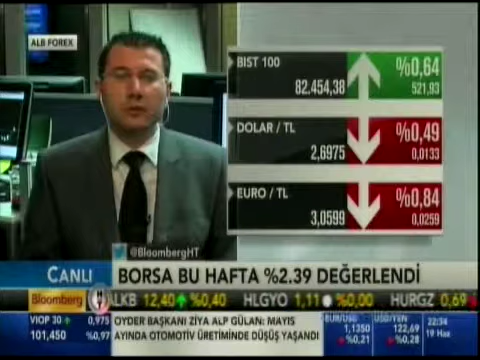 ALB FOREX
BIST 100
82.454,38
%0,64
521,93
DOLAR / TL
2,6975
%0,49
0,0133
EURO / TL
3,0599
%0,84
0,0259
@BloombergHT
CANLI
BORSA BU HAFTA %2.39 DEĞERLENDİ
Bloomberg
ALKB 12,40 %0,40 HLGYO 1,11 %0,00 HURGZ 0,69
VIOP 30 0,975
101,450 %0,97
OYDER BAŞKANI ZİYA ALP GÜLAN: MAYIS
AYINDA OTOMOTİV ÜRETİMİNDE DÜŞÜŞ YAŞANDI
EUR/USD
1,1350
%0,21
USD/YEN
122,69
%0,28
22:34
19 Haz